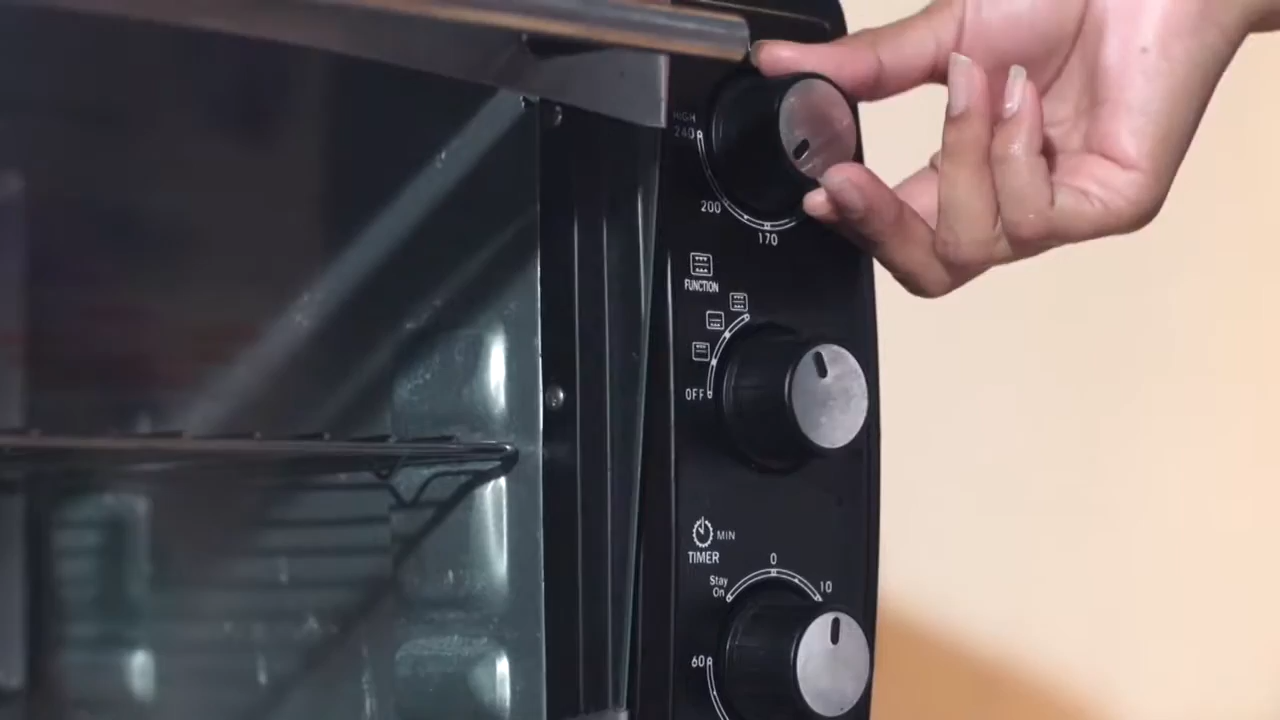 HIGH
240
200
170
FUNCTION
OFF
MIN
TIMER
0
Stay
On
10
60